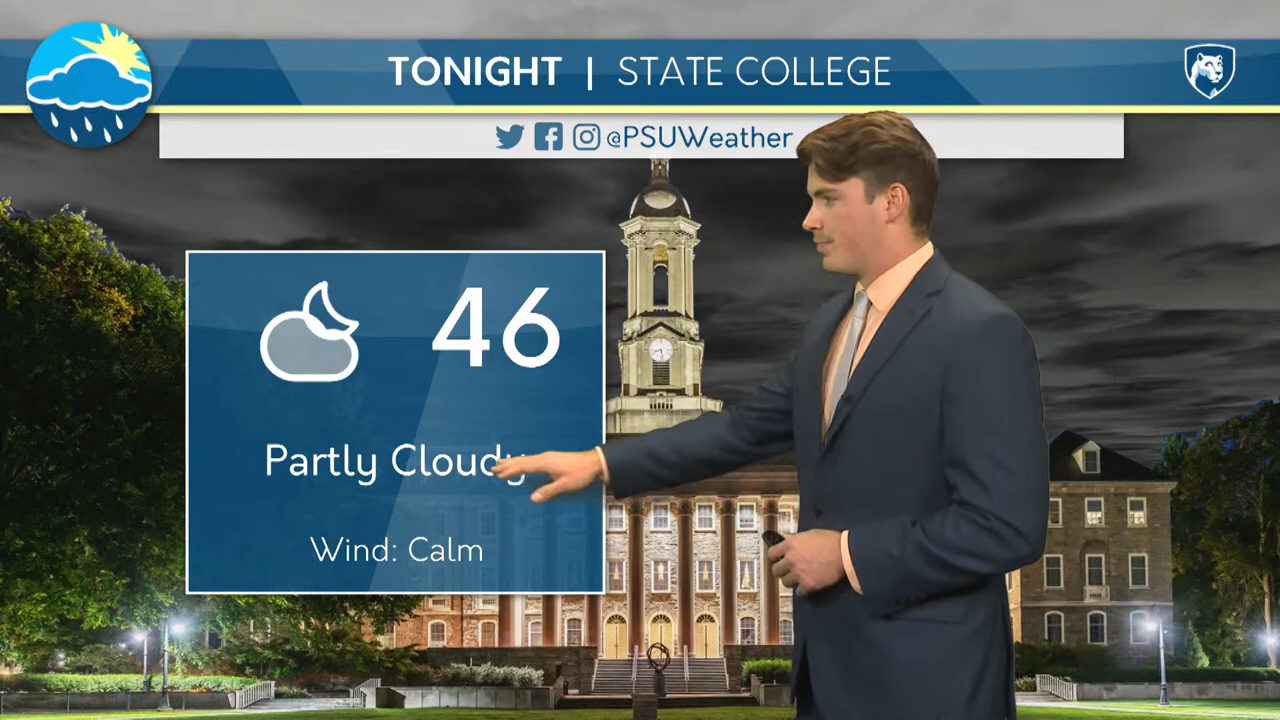 TONIGHT | STATE COLLEGE
@PSUWeather
46
Partly Cloudy
Wind: Calm